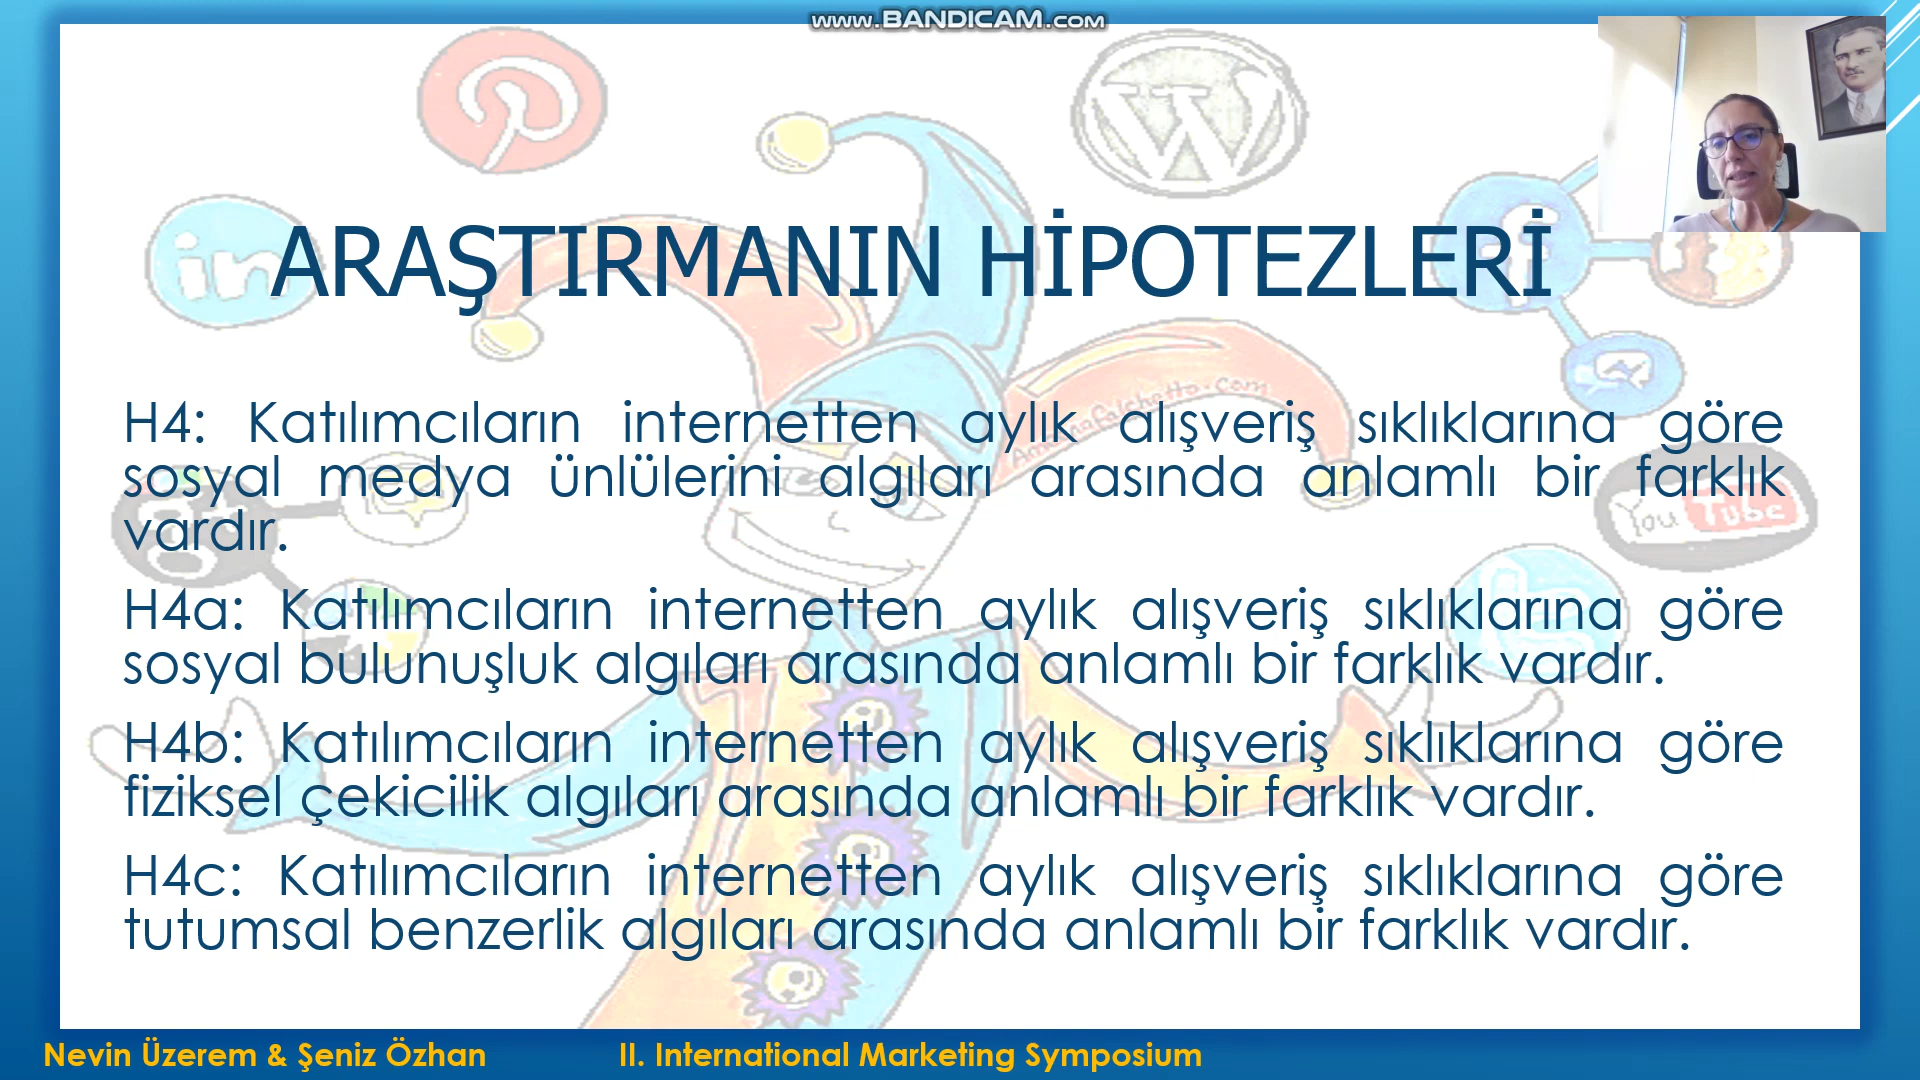 www.BANDICAM.COM
in
ARAŞTIRMANIN HİPOTEZLERİ
H4: Katılımcıların internetten aylık alışveriş sıklıklarına göre
sosyal medya ünlülerini algıları arasında anlamlı bir farklık
vardır.
You Tube
H4a: Katılımcıların internetten aylık alışveriş sıklıklarına göre
sosyal bulunuşluk algıları arasında anlamlı bir farklık vardır.
H4b: Katılımcıların internetten aylık alışveriş sıklıklarına göre
fiziksel çekicilik algıları arasında anlamlı bir farklık vardır.
H4c: Katılımcıların internetten aylık alışveriş sıklıklarına göre
tutumsal benzerlik algıları arasında anlamlı bir farklık vardır.
Nevin Üzerem & Şeniz Özhan
II. International Marketing Symposium